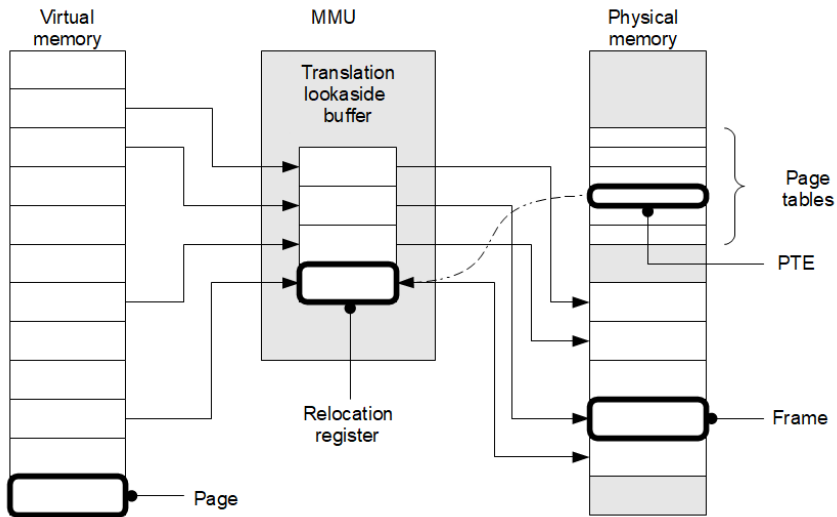 Virtual
memory
MMU
Physical
memory
Translation
lookaside
buffer
Page
tables
PTE
Relocation
register
Frame
Page